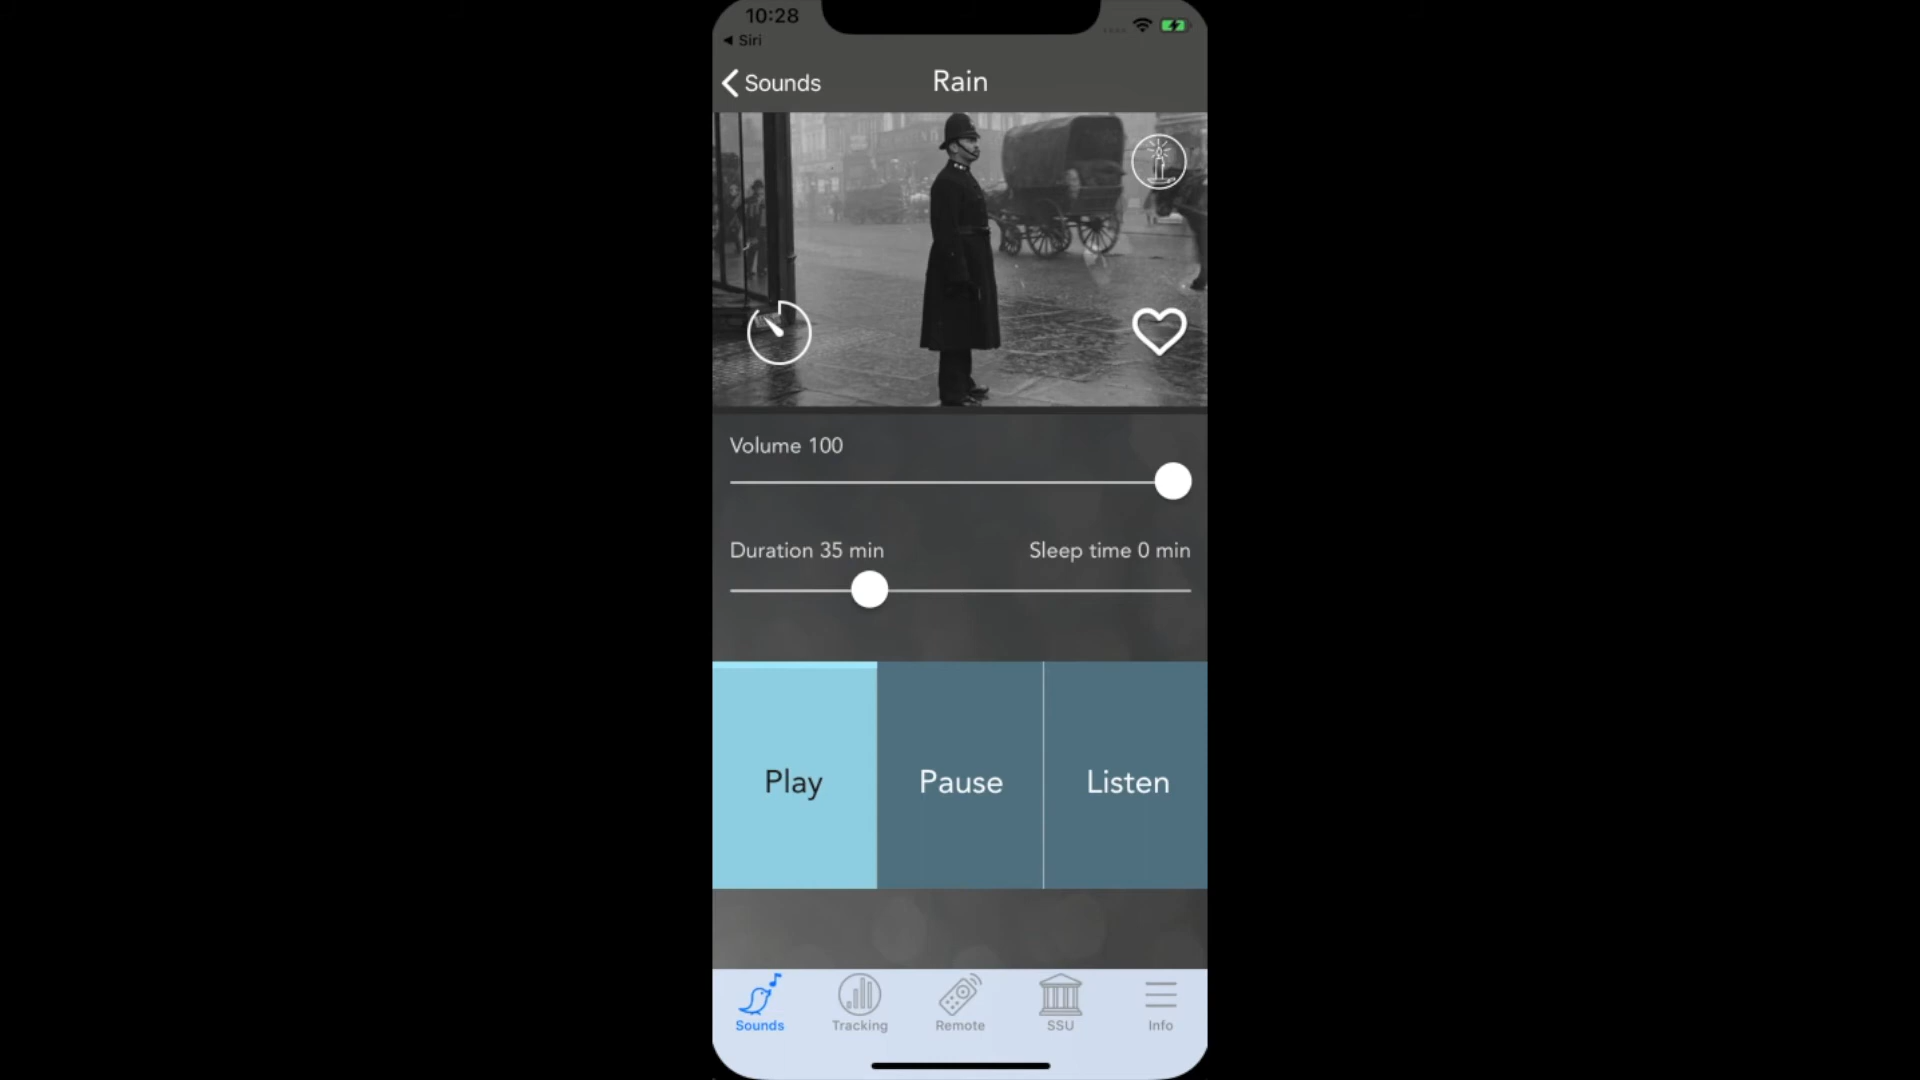 10:28
◀ Siri
Sounds
Rain
Volume 100
Duration 35 min
Sleep time 0 min
Play
Pause
Listen
Sounds
Tracking
Remote
SSU
Info